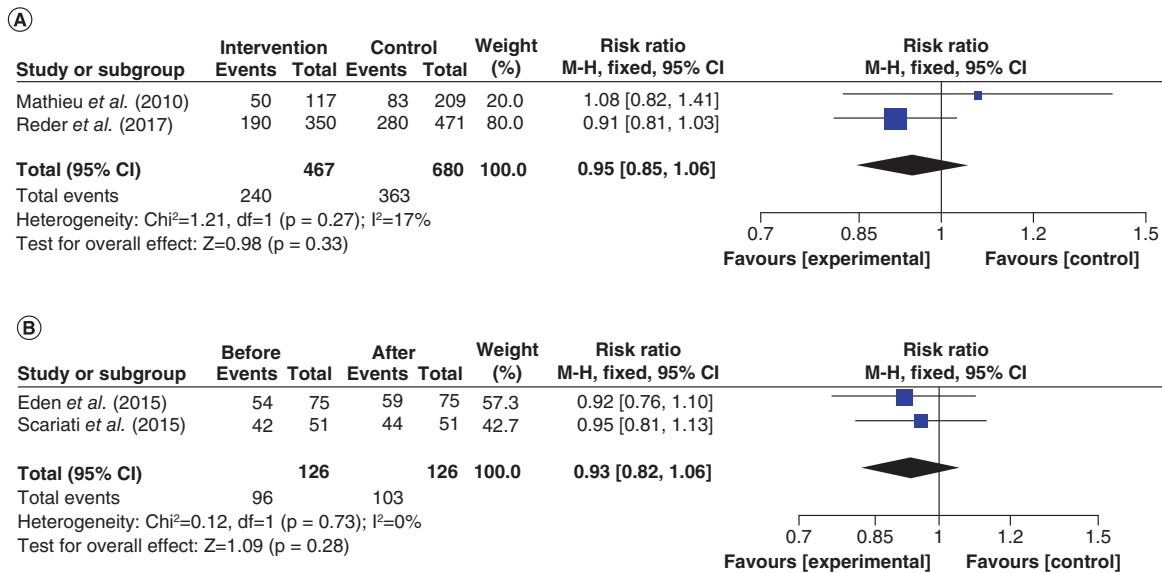 A
Intervention Control Weight Risk ratio Risk ratio
Study or subgroup Events Total Events Total (%) M-H, fixed, 95% CI M-H, fixed, 95% CI
Mathieu et al. (2010) 50 117 83 209 20.0 1.08 [0.82, 1.41]
Reder et al. (2017) 190 350 280 471 80.0 0.91 [0.81, 1.03]
Total (95% CI) 467 680 100.0 0.95 [0.85, 1.06]
Total events 240 363
Heterogeneity: Chi²=1.21, df=1 (p = 0.27); I²=17%
Test for overall effect: Z=0.98 (p = 0.33)
0.7 0.85 1 1.2 1.5
Favours [experimental] Favours [control]
B
Before After Weight Risk ratio Risk ratio
Study or subgroup Events Total Events Total (%) M-H, fixed, 95% CI M-H, fixed, 95% CI
Eden et al. (2015) 54 75 59 75 57.3 0.92 [0.76, 1.10]
Scariati et al. (2015) 42 51 44 51 42.7 0.95 [0.81, 1.13]
Total (95% CI) 126 126 100.0 0.93 [0.82, 1.06]
Total events 96 103
Heterogeneity: Chi²=0.12, df=1 (p = 0.73); I²=0%
Test for overall effect: Z=1.09 (p = 0.28)
0.7 0.85 1 1.2 1.5
Favours [experimental] Favours [control]